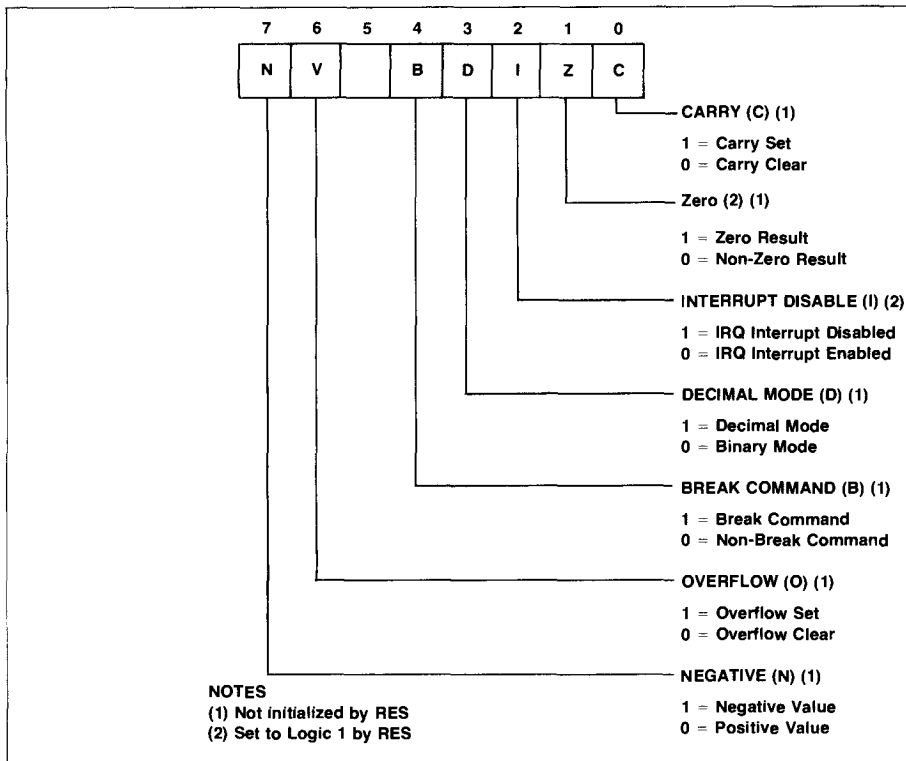 7 6 5 4 3 2 1 0
N V B D I Z C
CARRY (C) (1)
1 = Carry Set
0 = Carry Clear
Zero (2) (1)
1 = Zero Result
0 = Non-Zero Result
INTERRUPT DISABLE (I) (2)
1 = IRQ Interrupt Disabled
0 = IRQ Interrupt Enabled
DECIMAL MODE (D) (1)
1 = Decimal Mode
0 = Binary Mode
BREAK COMMAND (B) (1)
1 = Break Command
0 = Non-Break Command
OVERFLOW (O) (1)
1 = Overflow Set
0 = Overflow Clear
NEGATIVE (N) (1)
1 = Negative Value
0 = Positive Value
NOTES
(1) Not initialized by RES
(2) Set to Logic 1 by RES